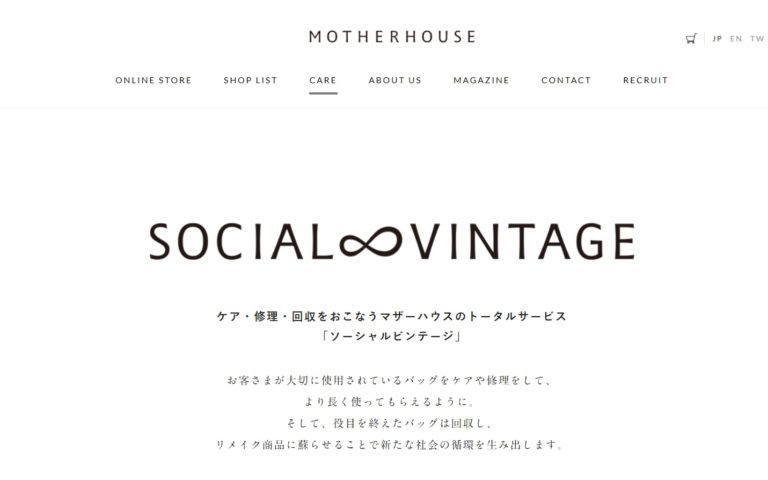 MOTHERHOUSE
JP EN TW
ONLINE STORE SHOP LIST CARE ABOUT US MAGAZINE CONTACT RECRUIT
SOCIAL∞VINTAGE
ケア・修理・回収をおこなうマザーハウスのトータルサービス
「ソーシャルビンテージ」
お客さまが大切に使用されているバッグをケアや修理をして、
より長く使ってもらえるように。
そして、役目を終えたバッグは回収し、
リメイク商品に蘇らせることで新たな社会の循環を生み出します。